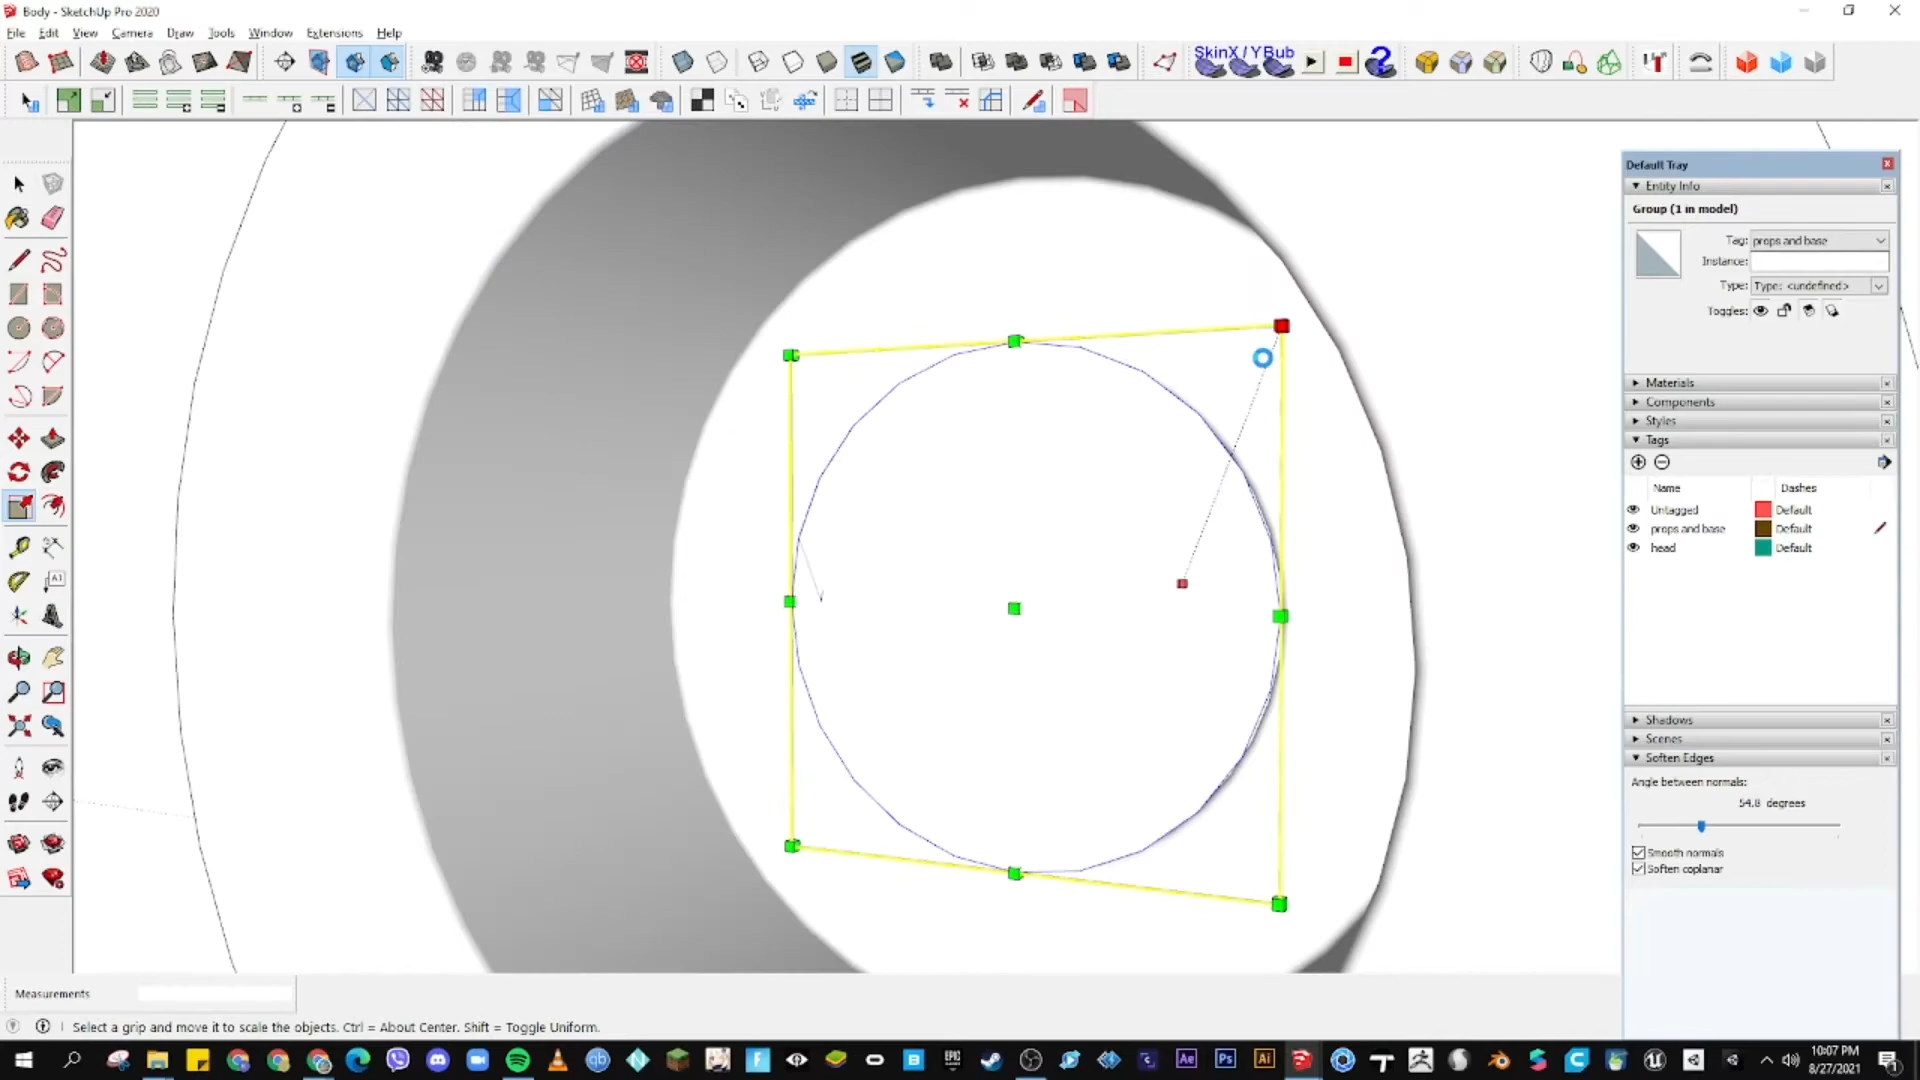 Body - SketchUp Pro 2020
File Edit View Camera Draw Tools Window Extensions Help
SkinX / YBub
Default Tray
Entity Info
Group (1 in model)
Tag: props and base
Instance:
Type: Type: <undefined>
Toggles:
Materials
Components
Styles
Tags
Name Dashes
Untagged Default
props and base Default
head Default
Shadows
Scenes
Soften Edges
Angle between normals:
54.8 degrees
Smooth normals
Soften coplanar
Measurements
Select a grip and move it to scale the objects. Ctrl = About Center. Shift = Toggle Uniform.
10:07 PM
8/27/2021